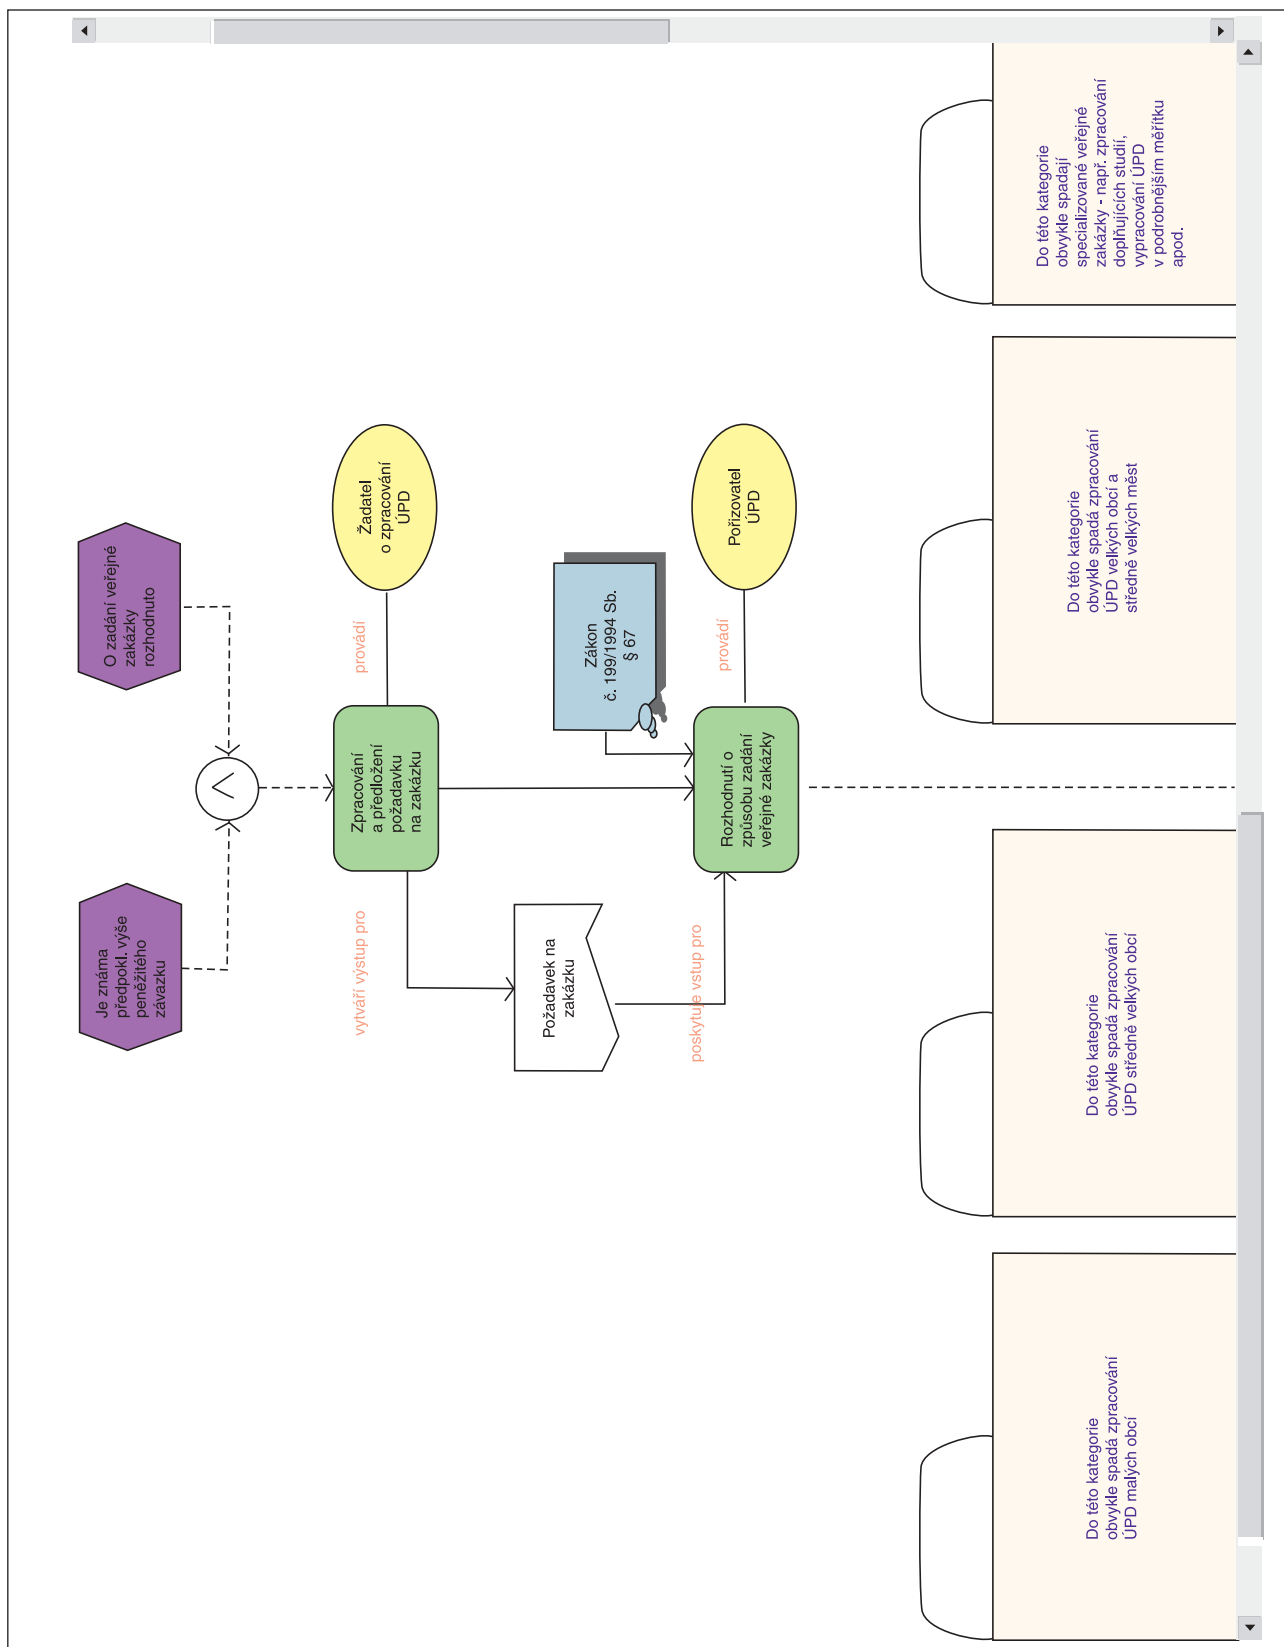 Je známa
předpokl. výše
peněžitého
závazku
O zadání veřejné
zakázky
rozhodnuto
Zpracování
a předložení
požadavku
na zakázku
provádí
Žadatel
o zpracování
ÚPD
vytváří výstup pro
Požadavek na
zakázku
Zákon
č. 199/1994 Sb.
§ 67
poskytuje vstup pro
Rozhodnutí o
způsobu zadání
veřejné zakázky
provádí
Pořizovatel
ÚPD
Do této kategorie
obvykle spadá zpracování
ÚPD malých obcí
Do této kategorie
obvykle spadá zpracování
ÚPD středně velkých obcí
Do této kategorie
obvykle spadá zpracování
ÚPD velkých obcí a
středně velkých měst
Do této kategorie
obvykle spadají
specializované veřejné
zakázky - např. zpracování
doplňujících studií,
vypracování ÚPD
v podrobnějším měřítku
apod.